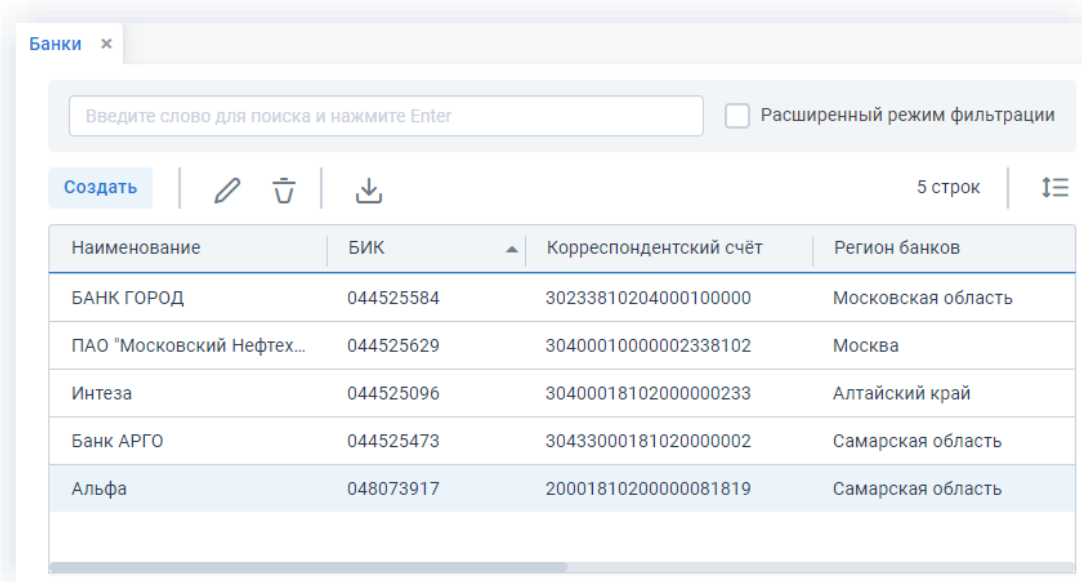 Банки ×
Введите слово для поиска и нажмите Enter Расширенный режим фильтрации
Создать 5 строк
Наименование БИК Корреспондентский счёт Регион банков
БАНК ГОРОД 044525584 30233810204000100000 Московская область
ПАО "Московский Нефтех... 044525629 30400010000002338102 Москва
Интеза 044525096 30400018102000000233 Алтайский край
Банк АРГО 044525473 30433000181020000002 Самарская область
Альфа 048073917 20001810200000081819 Самарская область